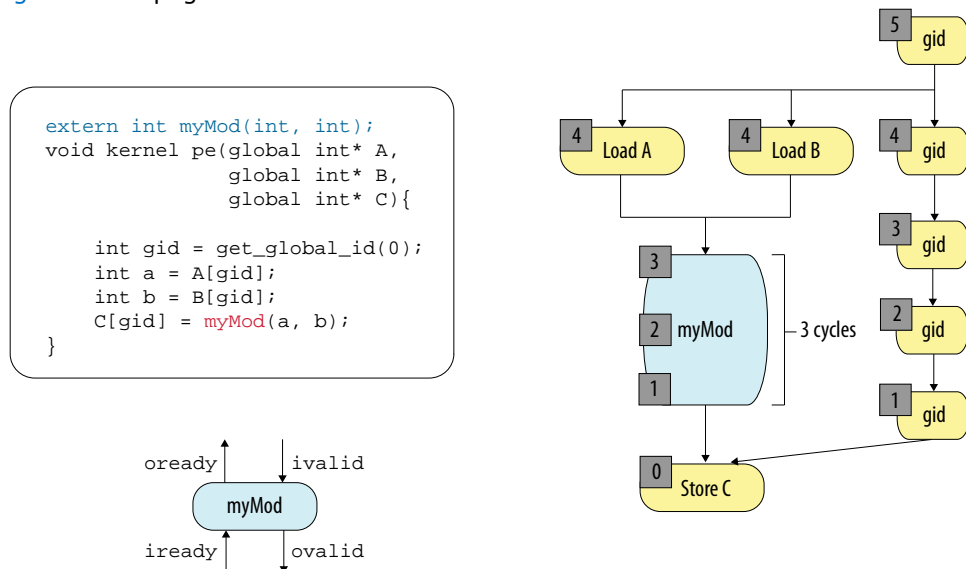 extern int myMod(int, int);
void kernel pe(global int* A,
global int* B,
global int* C){
int gid = get_global_id(0);
int a = A[gid];
int b = B[gid];
C[gid] = myMod(a, b);
}
oready
ivalid
myMod
iready
ovalid
5
gid
4
Load A
4
Load B
4
gid
3
gid
3
2
myMod
1
3 cycles
2
gid
1
gid
0
Store C